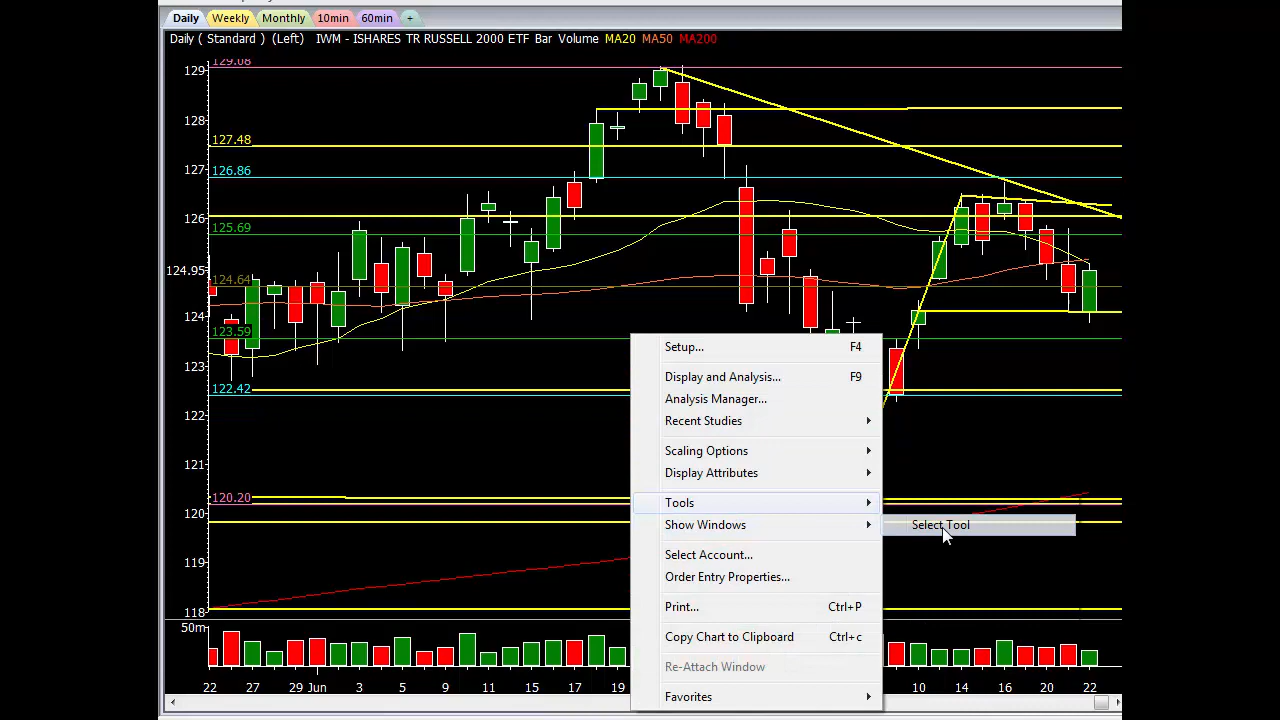 Daily Weekly Monthly 10min 60min +
Daily ( Standard ) (Left) IWM - ISHARES TR RUSSELL 2000 ETF Bar Volume MA20 MA50 MA200
129.08
129
128
127.48
127
126.86
126
125.69
124.95
124.64
124
123.59
123
122.42
122
121
120.20
120
119
118
50m
Setup... F4
Display and Analysis... F9
Analysis Manager...
Recent Studies
Scaling Options
Display Attributes
Tools
Show Windows
Select Tool
Select Account...
Order Entry Properties...
Print... Ctrl+P
Copy Chart to Clipboard Ctrl+c
Re-Attach Window
Favorites
22 27 29 Jun 3 5 9 11 15 17 19 10 14 16 20 22